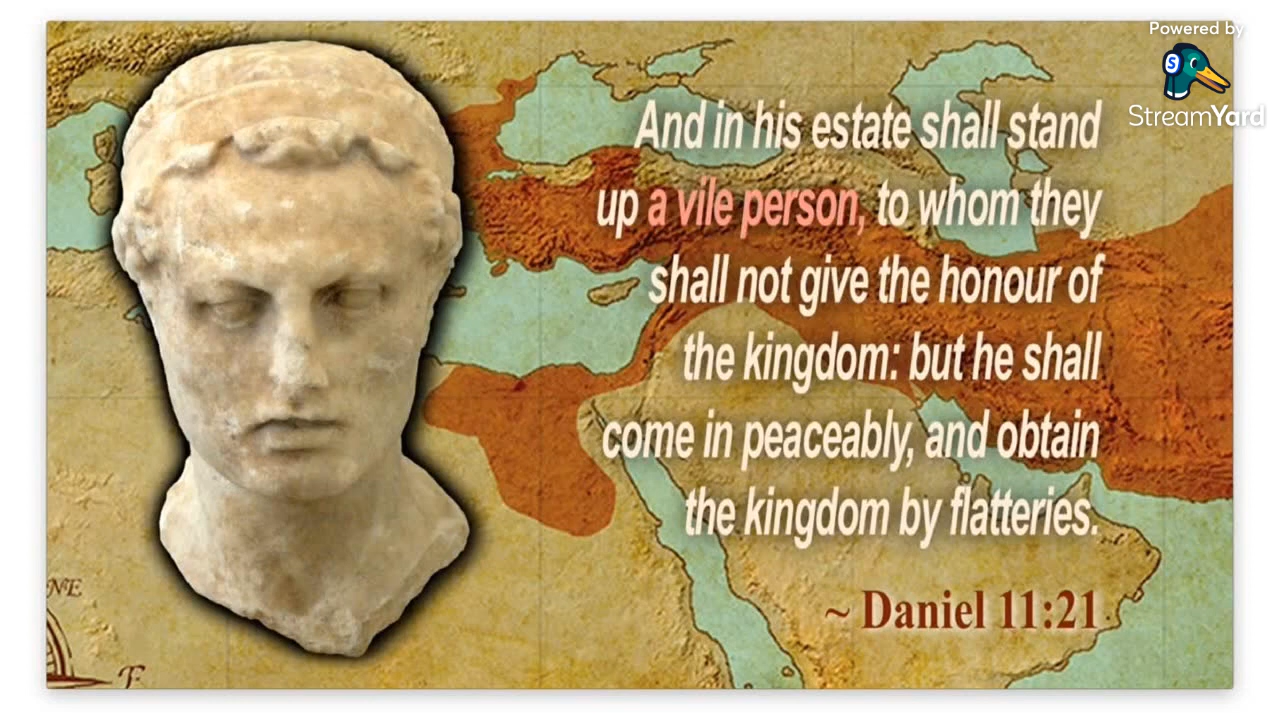 Powered by
S
StreamYard
And in his estate shall stand
up a vile person, to whom they
shall not give the honour of
the kingdom: but he shall
come in peaceably, and obtain
the kingdom by flatteries.
~ Daniel 11:21
NE
F